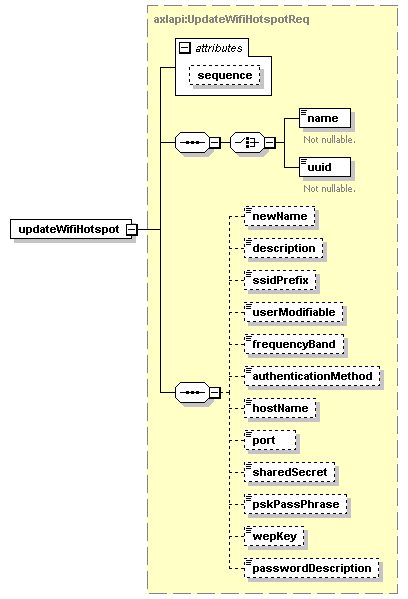 axlapi:UpdateWifiHotspotReq
attributes
sequence
name
Not nullable.
uuid
Not nullable.
updateWifiHotspot
newName
description
ssidPrefix
userModifiable
frequencyBand
authenticationMethod
hostName
port
sharedSecret
pskPassPhrase
wepKey
passwordDescription